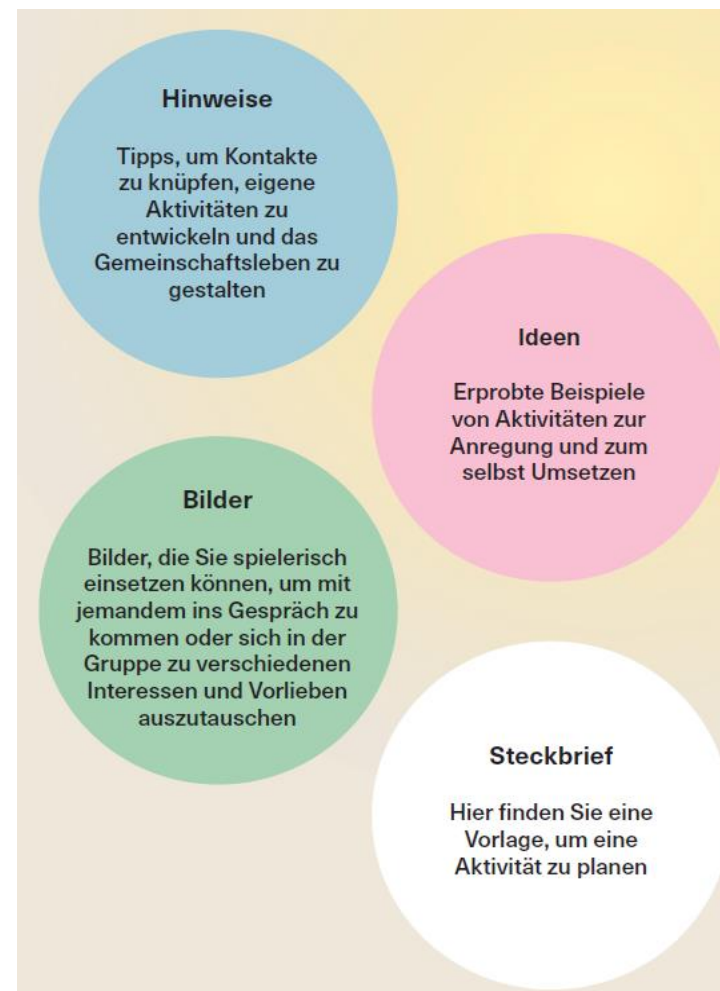 Hinweise
Tipps, um Kontakte
zu knüpfen, eigene
Aktivitäten zu
entwickeln und das
Gemeinschaftsleben zu
gestalten
Ideen
Erprobte Beispiele
von Aktivitäten zur
Anregung und zum
selbst Umsetzen
Bilder
Bilder, die Sie spielerisch
einsetzen können, um mit
jemandem ins Gespräch zu
kommen oder sich in der
Gruppe zu verschiedenen
Interessen und Vorlieben
auszutauschen
Steckbrief
Hier finden Sie eine
Vorlage, um eine
Aktivität zu planen